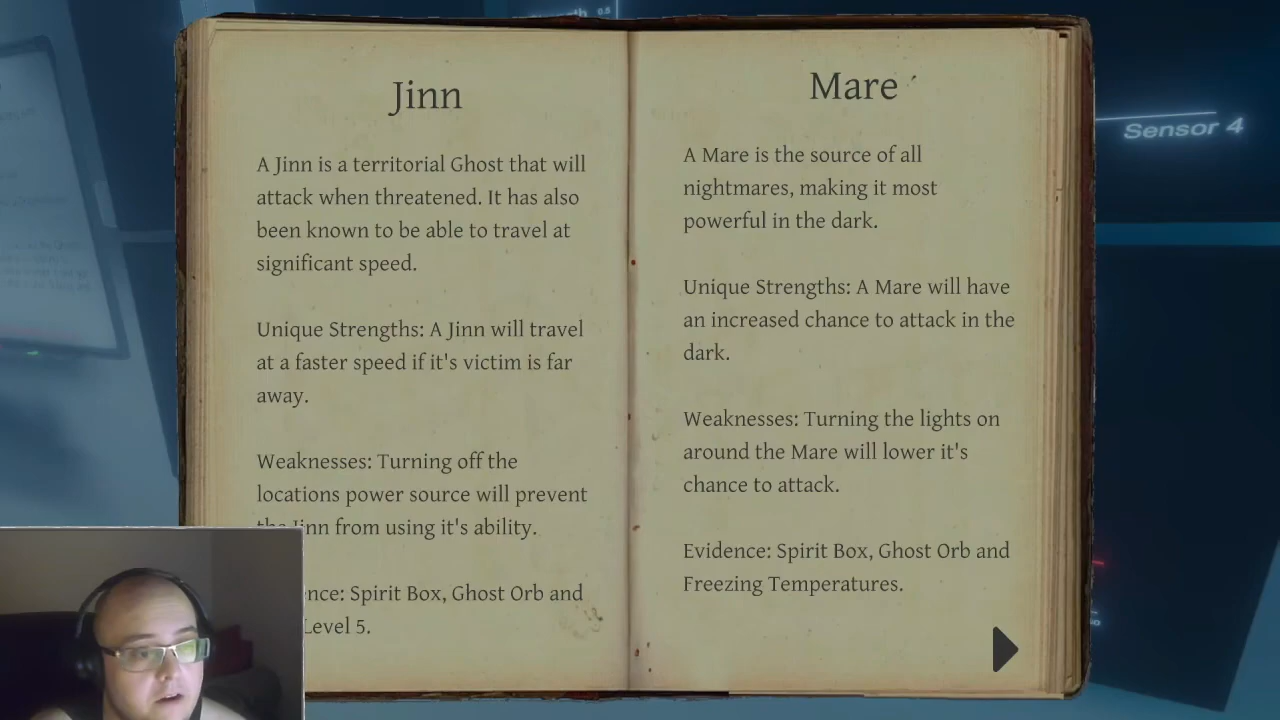 Jinn
A Jinn is a territorial Ghost that will
attack when threatened. It has also
been known to be able to travel at
significant speed.
Unique Strengths: A Jinn will travel
at a faster speed if it's victim is far
away.
Weaknesses: Turning off the
locations power source will prevent
the Jinn from using it's ability.
Spirit Box, Ghost Orb and
Level 5.
Mare
A Mare is the source of all
nightmares, making it most
powerful in the dark.
Unique Strengths: A Mare will have
an increased chance to attack in the
dark.
Weaknesses: Turning the lights on
around the Mare will lower it's
chance to attack.
Evidence: Spirit Box, Ghost Orb and
Freezing Temperatures.
Sensor 4
0.5